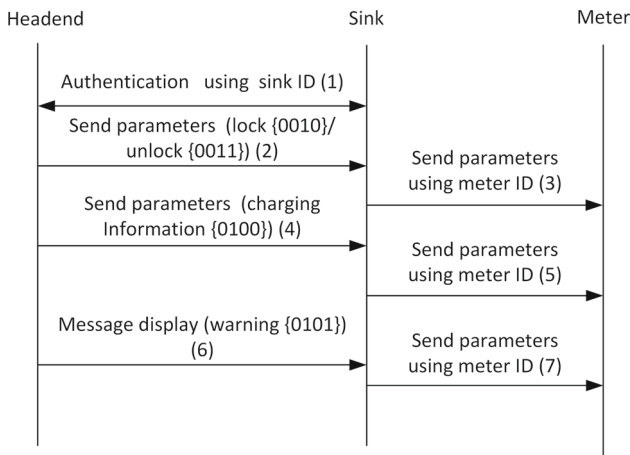 Headend
Sink
Meter
Authentication using sink ID (1)
Send parameters (lock {0010}/
unlock {0011}) (2)
Send parameters
using meter ID (3)
Send parameters (charging
Information {0100}) (4)
Send parameters
using meter ID (5)
Message display (warning {0101})
(6)
Send parameters
using meter ID (7)